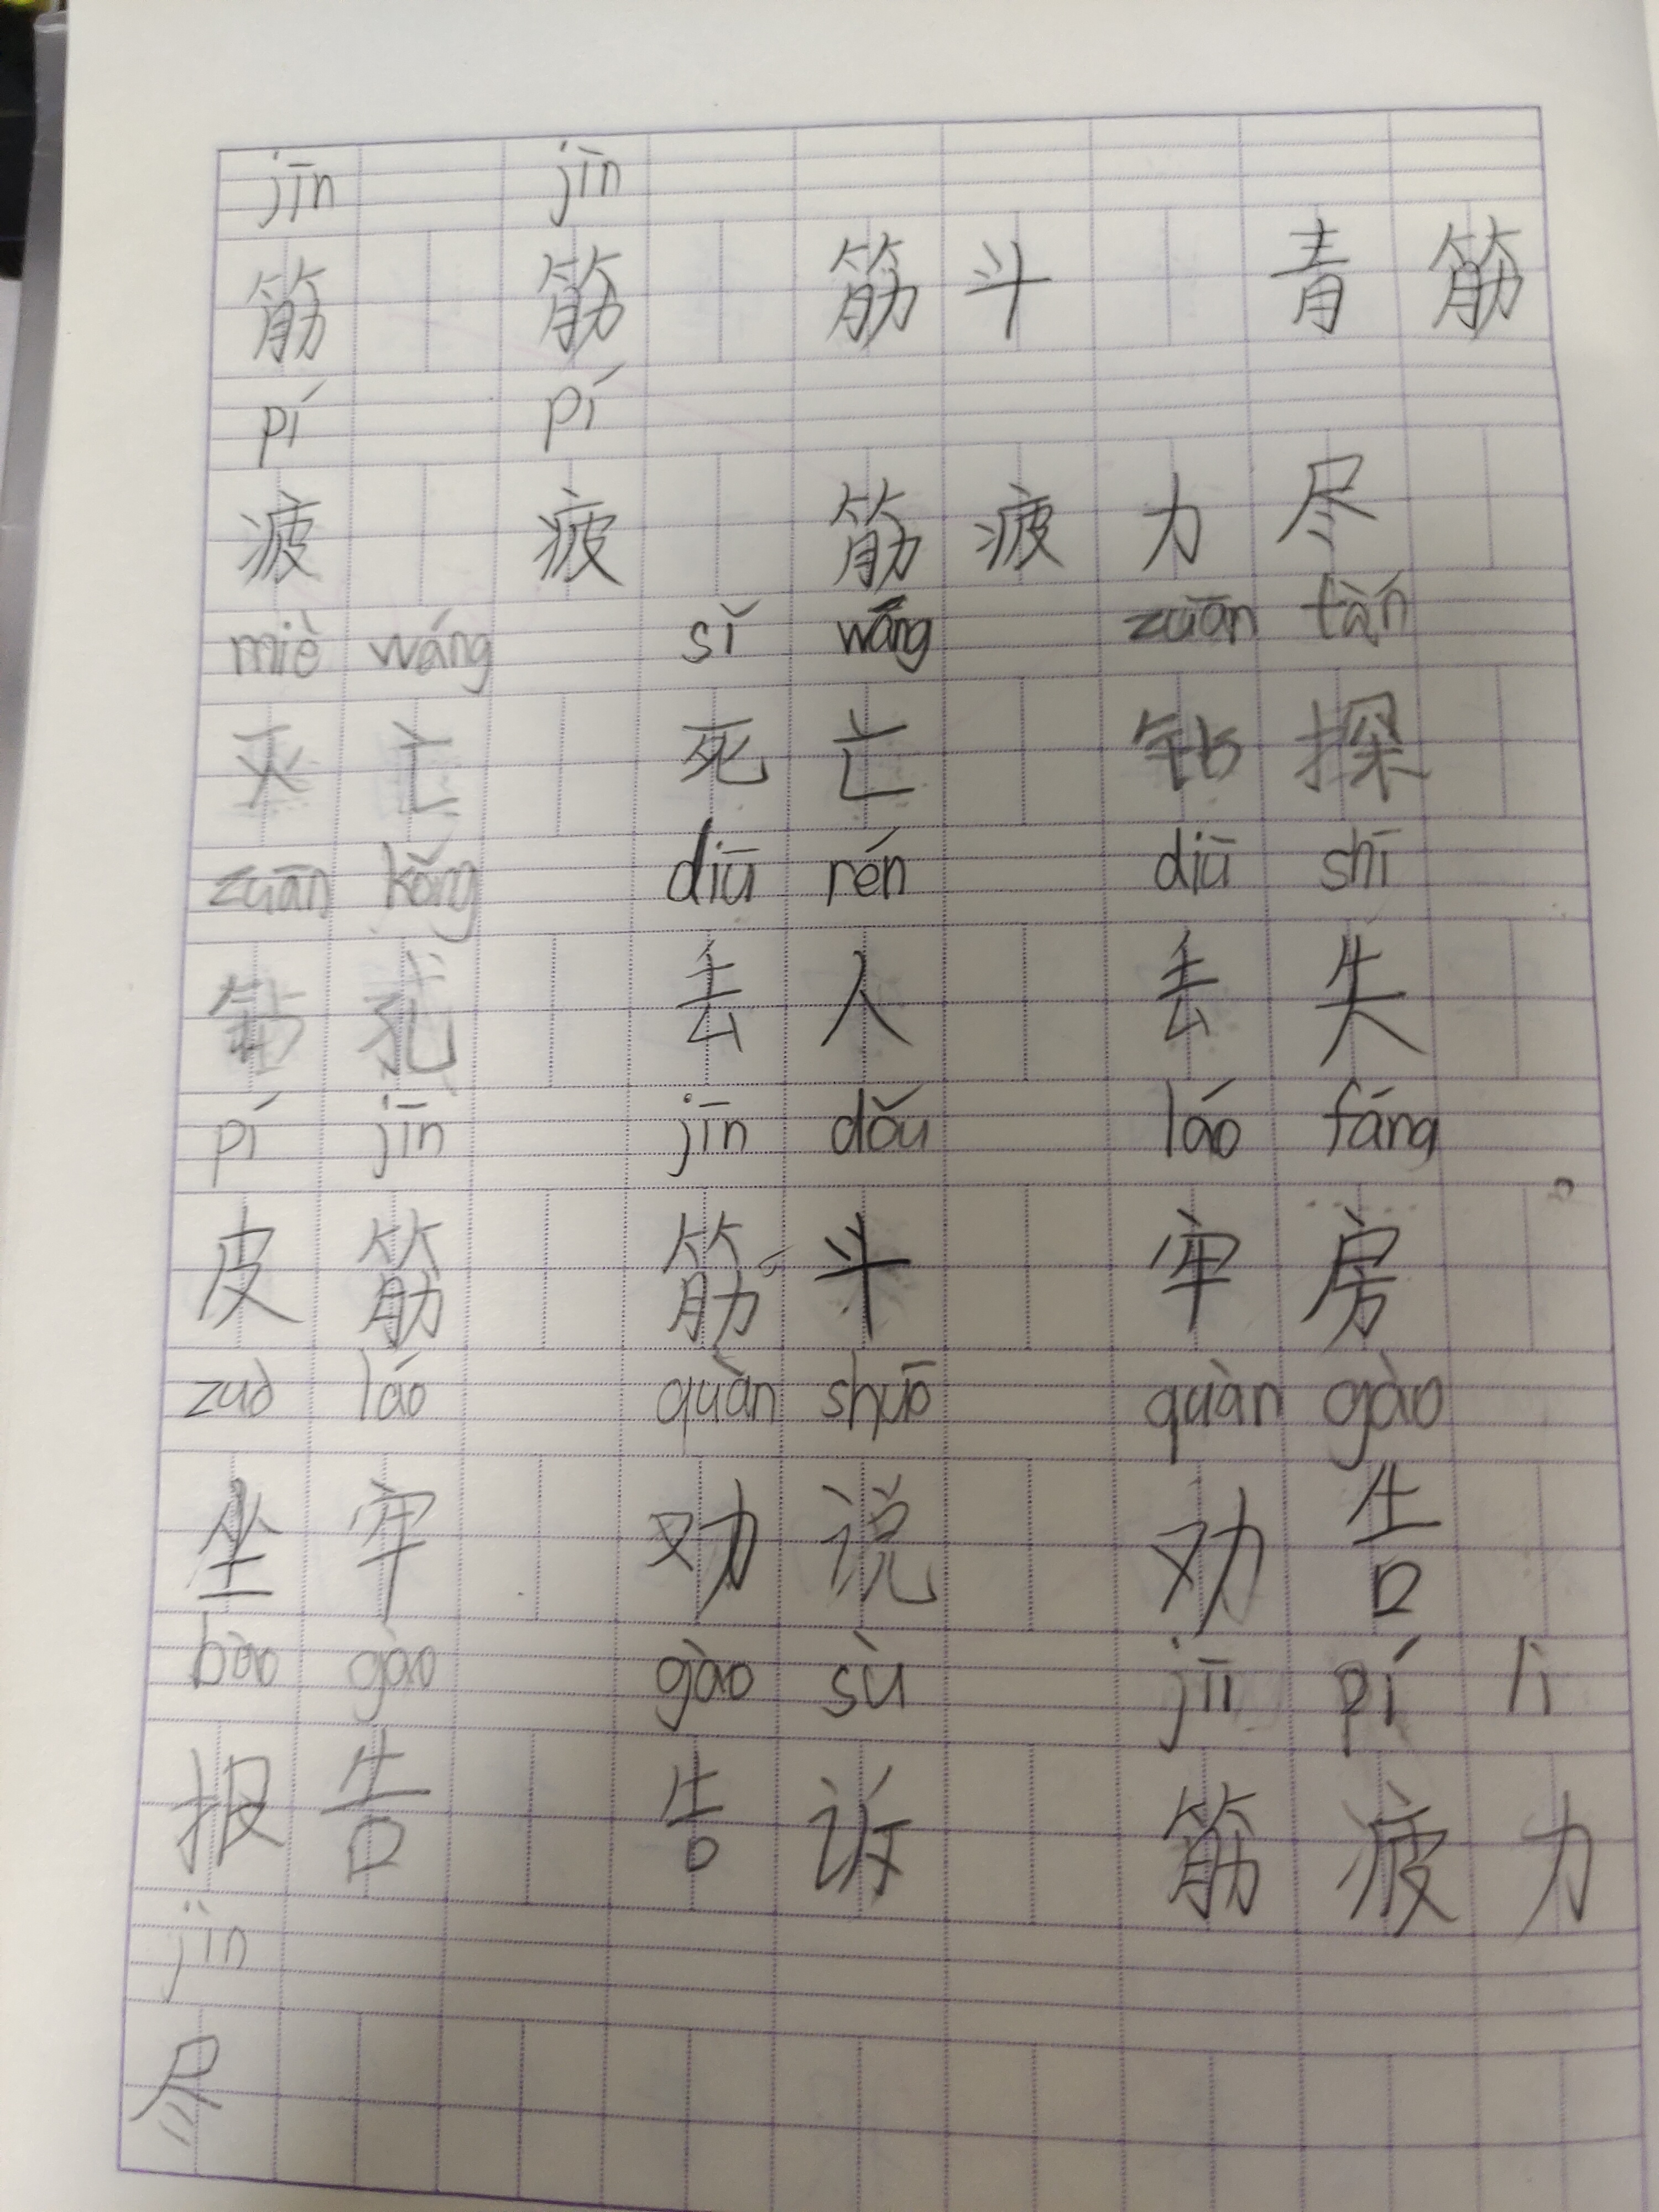 jīn jīn
筋 筋 筋斗 青筋
pí pí
疲 疲 筋疲力尽
miè wáng sǐ wáng zuān tàn
灭亡 死亡 钻探
zuān kǒng diū rén diū shī
钻孔 丢人 丢失
pí jīn jīn dǒu láo fáng
皮筋 筋斗 牢房
zuò láo quàn shuō quàn gào
坐牢 劝说 劝告
bào gào gào sù jīn pí lì
报告 告诉 筋疲力
jìn
尽